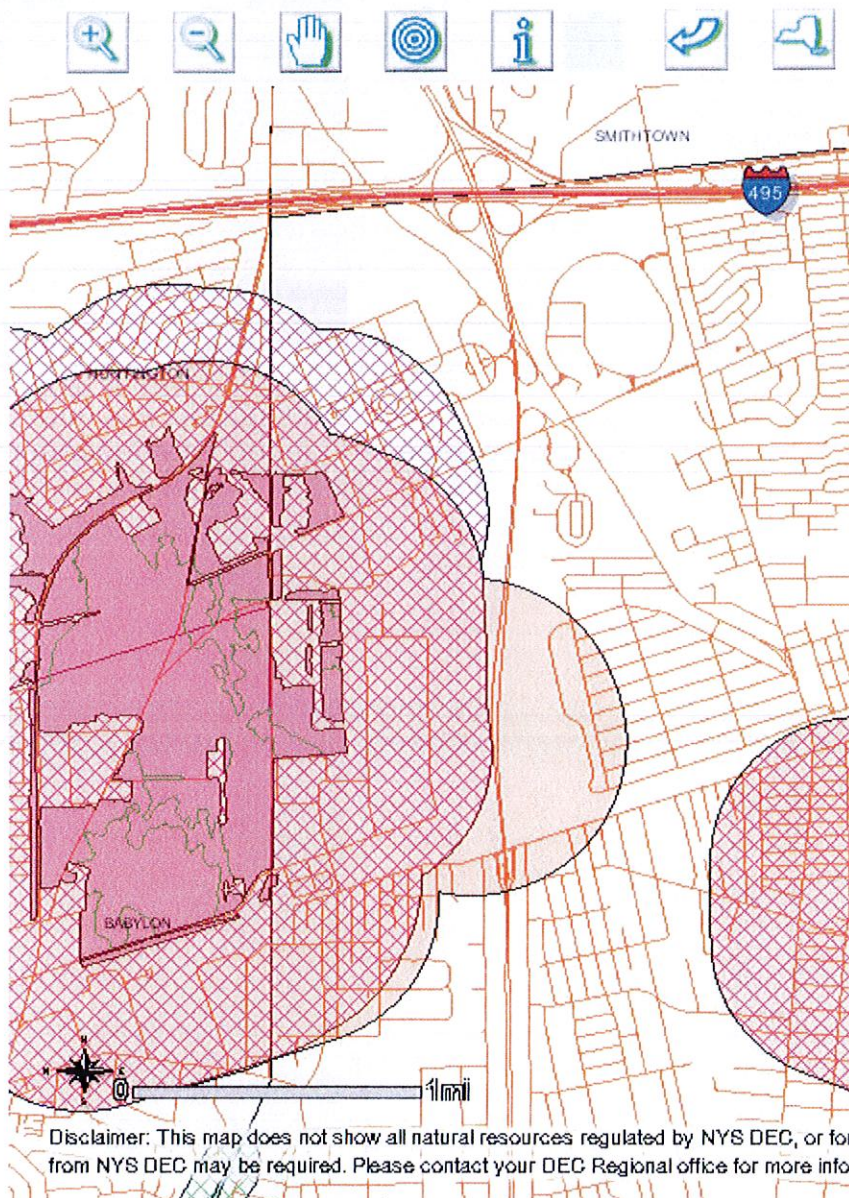 SMITHTOWN
495
HUNTINGTON
BABYLON
0 1mi
Disclaimer: This map does not show all natural resources regulated by NYS DEC, or for
from NYS DEC may be required. Please contact your DEC Regional office for more info